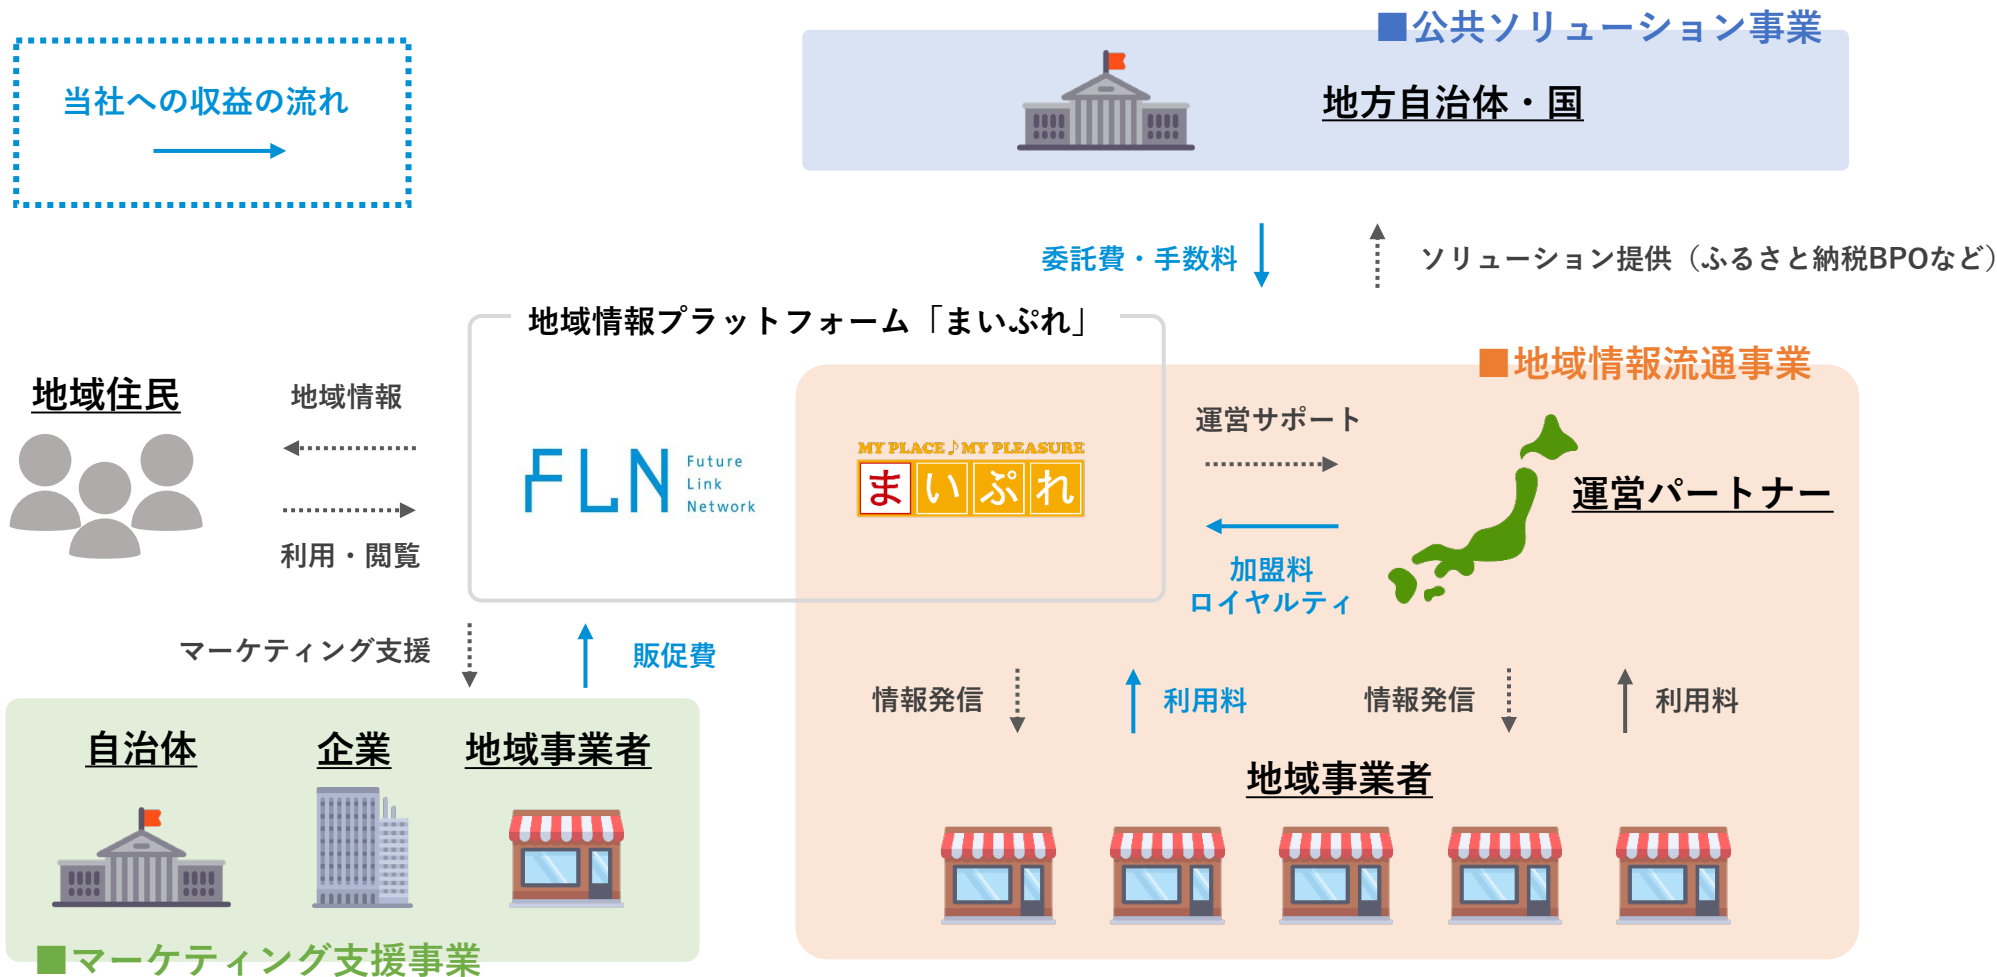 ■公共ソリューション事業
当社への収益の流れ
地方自治体・国
委託費・手数料
ソリューション提供（ふるさと納税BPOなど）
地域情報プラットフォーム「まいぷれ」
■地域情報流通事業
地域住民
地域情報
利用・閲覧
FLN
Future
Link
Network
MY PLACE♪MY PLEASURE
まいぷれ
運営サポート
運営パートナー
加盟料
ロイヤルティ
マーケティング支援
販促費
情報発信
利用料
情報発信
利用料
自治体
企業
地域事業者
地域事業者
■マーケティング支援事業